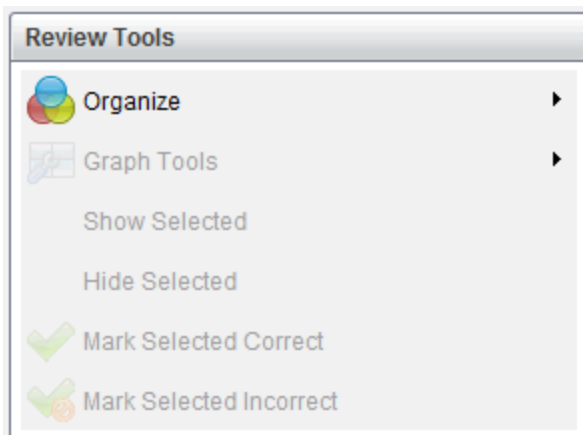 Review Tools
Organize
Graph Tools
Show Selected
Hide Selected
Mark Selected Correct
Mark Selected Incorrect